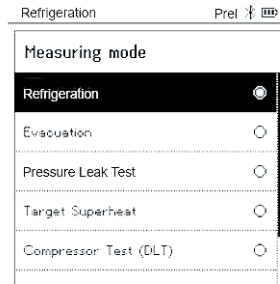 Refrigeration Prel
Measuring mode
Refrigeration
Evacuation
Pressure Leak Test
Target Superheat
Compressor Test (DLT)